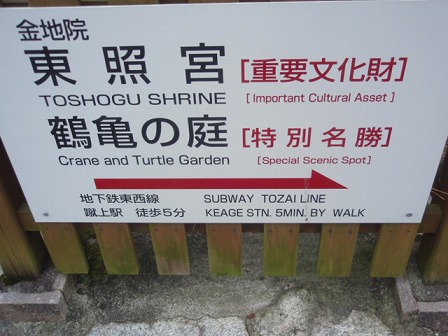 金地院
東照宮 [重要文化財]
TOSHOGU SHRINE [Important Cultural Asset]
鶴亀の庭 [特別名勝]
Crane and Turtle Garden [Special Scenic Spot]
地下鉄東西線 SUBWAY TOZAI LINE
蹴上駅 徒歩5分 KEAGE STN. 5MIN. BY WALK